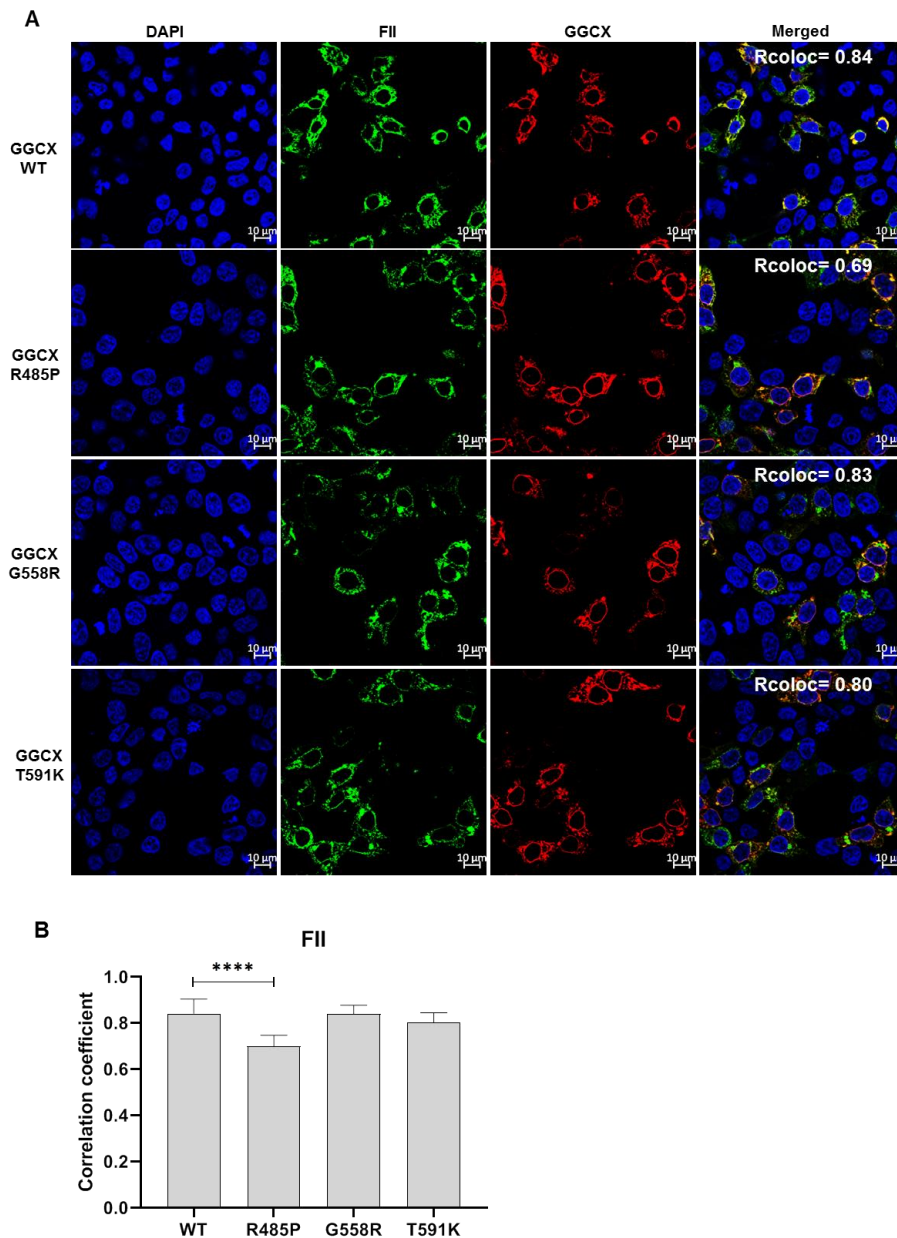 A
DAPI FII GGCX Merged
GGCX
WT
Rcoloc= 0.84
10 μm 10 μm 10 μm 10 μm
GGCX
R485P
Rcoloc= 0.69
10 μm 10 μm 10 μm 10 μm
GGCX
G558R
Rcoloc= 0.83
10 μm 10 μm 10 μm 10 μm
GGCX
T591K
Rcoloc= 0.80
10 μm 10 μm 10 μm 10 μm
B
FII
****
Correlation coefficient
1.0
0.8
0.6
0.4
0.2
0.0
WT R485P G558R T591K